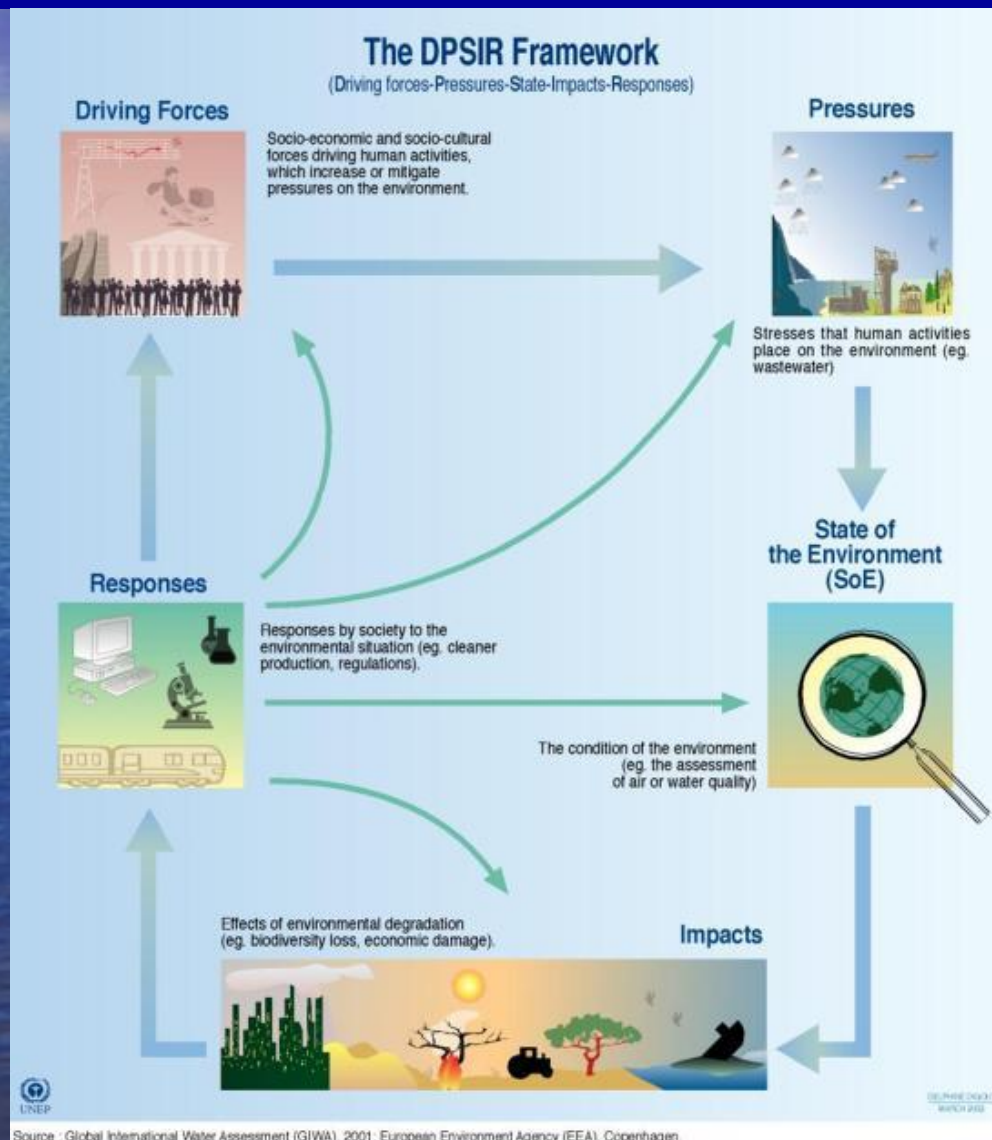 The DPSIR Framework
(Driving forces-Pressures-State-Impacts-Responses)
Driving Forces
Socio-economic and socio-cultural
forces driving human activities,
which increase or mitigate
pressures on the environment.
Pressures
Stresses that human activities
place on the environment (eg.
wastewater)
State of
the Environment
(SoE)
Responses
Responses by society to the
environmental situation (eg. cleaner
production, regulations).
The condition of the environment
(eg. the assessment
of air or water quality)
Effects of environmental degradation
(eg. biodiversity loss, economic damage).
Impacts
UNEP
MARCH 2002
Source : Global International Water Assessment (GIWA), 2001; European Environment Agency (EEA), Copenhagen.